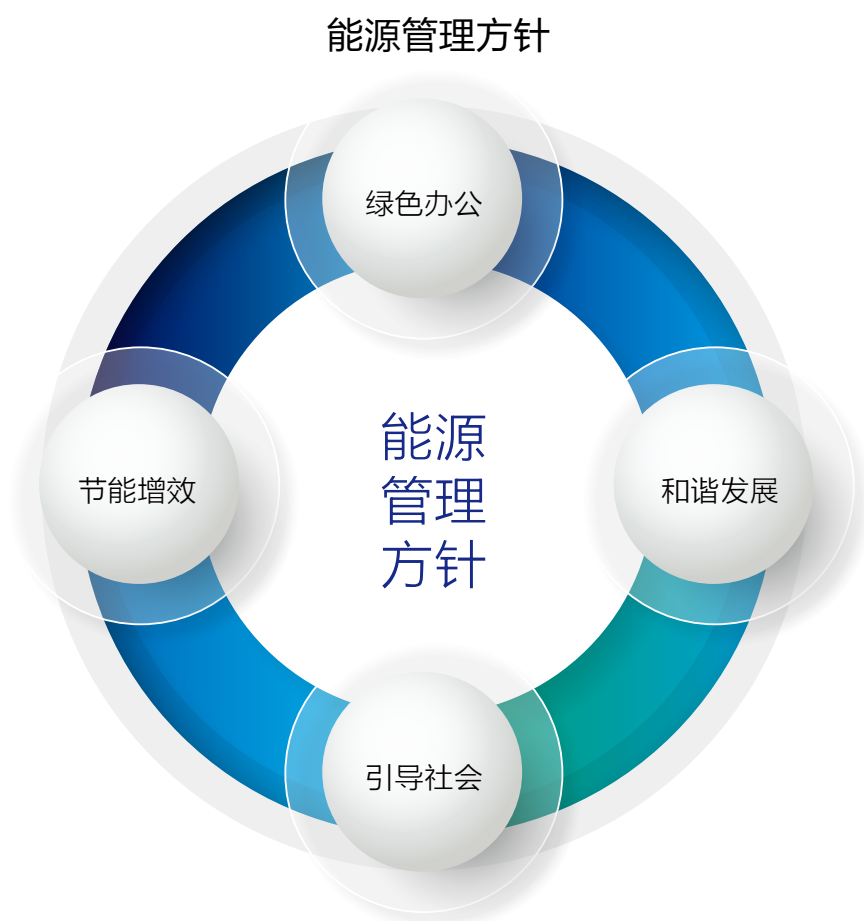 能源管理方针
绿色办公
能源
管理
方针
节能增效
和谐发展
引导社会